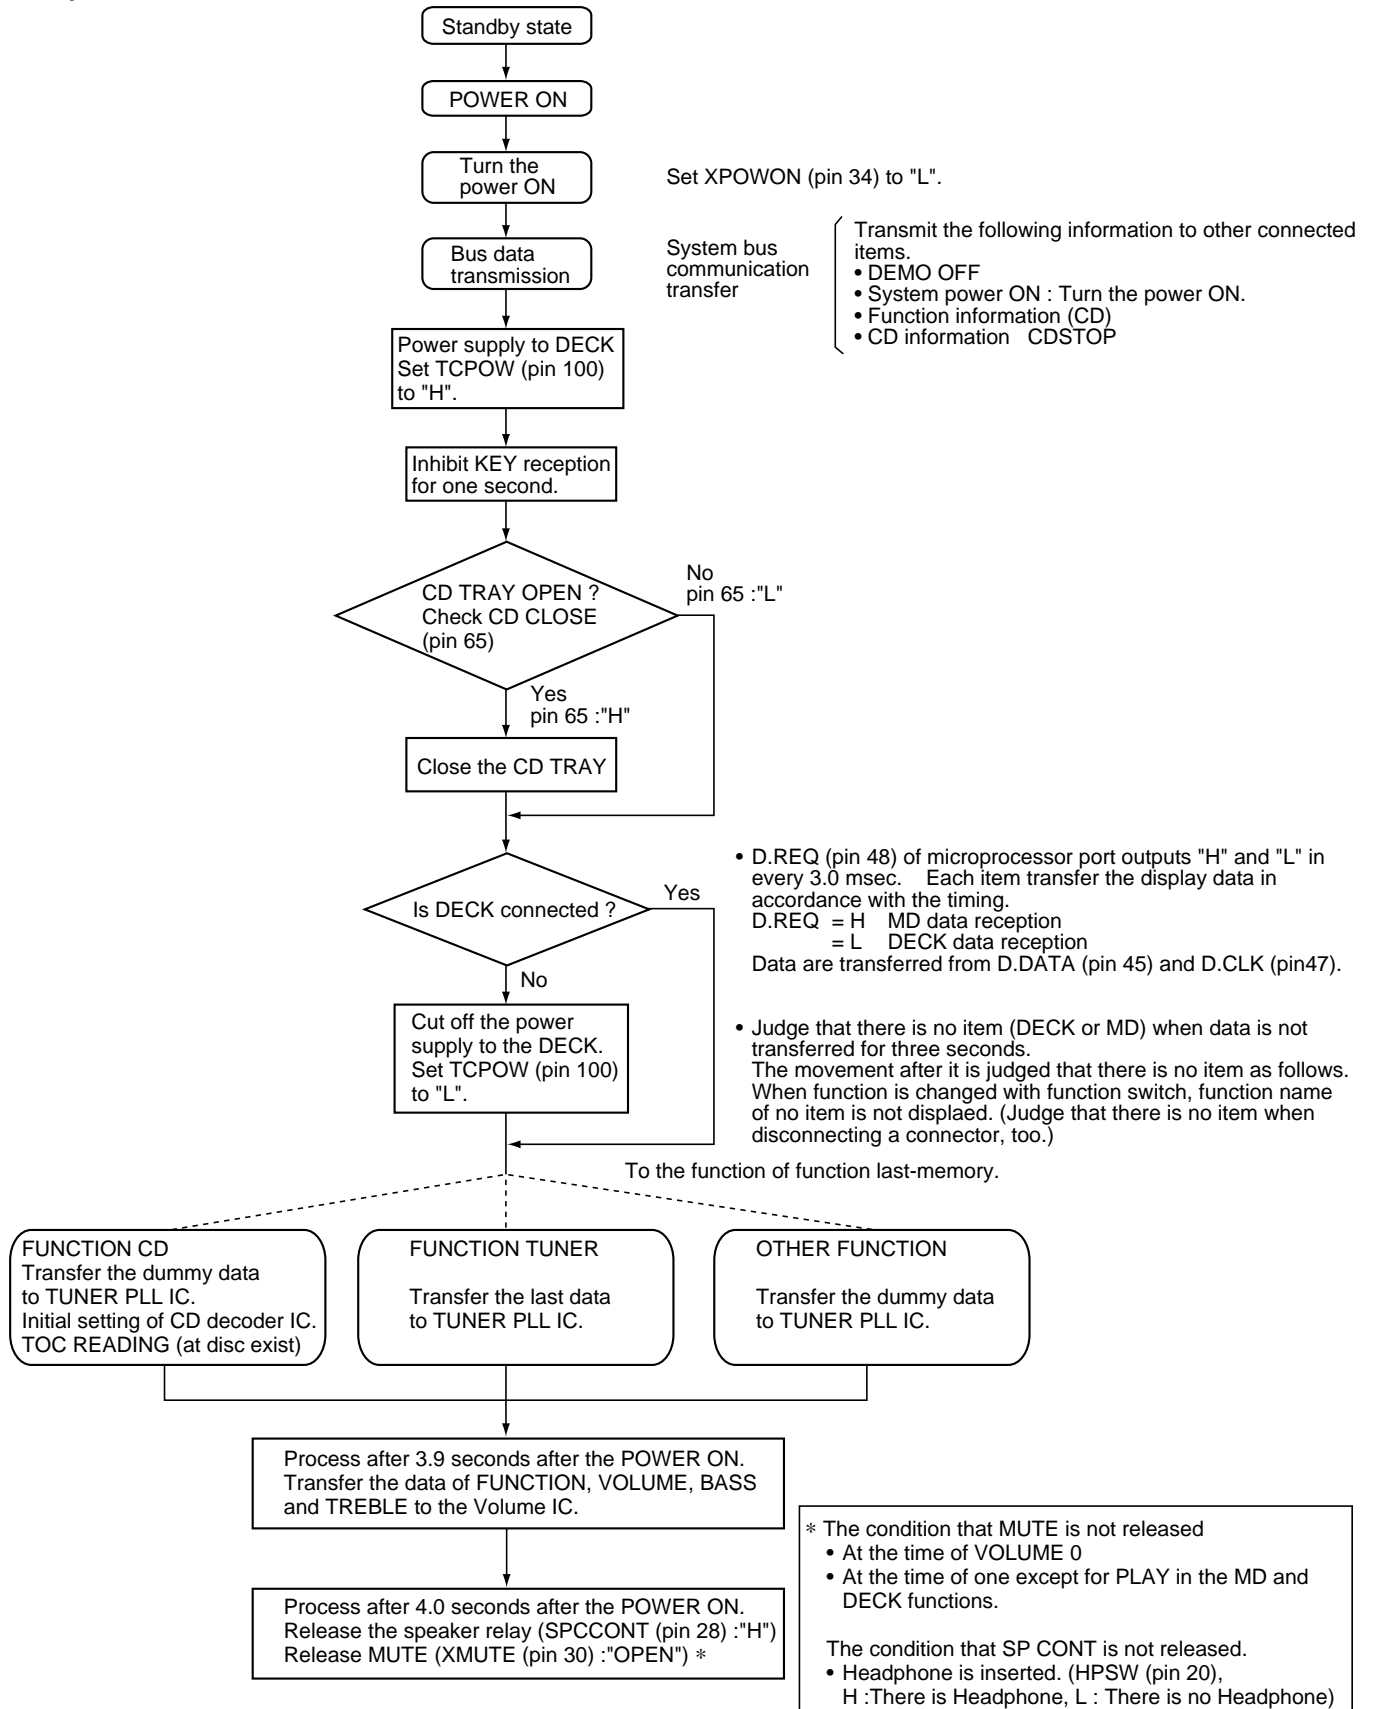 Standby state
POWER ON
Turn the
power ON
Set XPOWON (pin 34) to "L".
Bus data
transmission
System bus
communication
transfer
Transmit the following information to other connected
items.
• DEMO OFF
• System power ON : Turn the power ON.
• Function information (CD)
• CD information   CDSTOP
Power supply to DECK
Set TCPOW (pin 100)
to "H".
Inhibit KEY reception
for one second.
CD TRAY OPEN ?
Check CD CLOSE
(pin 65)
No
pin 65 :"L"
Yes
pin 65 :"H"
Close the CD TRAY
Is DECK connected ?
Yes
No
• D.REQ (pin 48) of microprocessor port outputs "H" and "L" in
every 3.0 msec.   Each item transfer the display data in
accordance with the timing.
D.REQ  = H   MD data reception
= L   DECK data reception
Data are transferred from D.DATA (pin 45) and D.CLK (pin47).
Cut off the power
supply to the DECK.
Set TCPOW (pin 100)
to "L".
• Judge that there is no item (DECK or MD) when data is not
transferred for three seconds.
The movement after it is judged that there is no item as follows.
When function is changed with function switch, function name
of no item is not displaed. (Judge that there is no item when
disconnecting a connector, too.)
To the function of function last-memory.
FUNCTION CD
Transfer the dummy data
to TUNER PLL IC.
Initial setting of CD decoder IC.
TOC READING (at disc exist)
FUNCTION TUNER
Transfer the last data
to TUNER PLL IC.
OTHER FUNCTION
Transfer the dummy data
to TUNER PLL IC.
Process after 3.9 seconds after the POWER ON.
Transfer the data of FUNCTION, VOLUME, BASS
and TREBLE to the Volume IC.
Process after 4.0 seconds after the POWER ON.
Release the speaker relay (SPCCONT (pin 28) :"H")
Release MUTE (XMUTE (pin 30) :"OPEN") *
* The condition that MUTE is not released
• At the time of VOLUME 0
• At the time of one except for PLAY in the MD and
DECK functions.
The condition that SP CONT is not released.
• Headphone is inserted. (HPSW (pin 20),
H :There is Headphone, L : There is no Headphone)